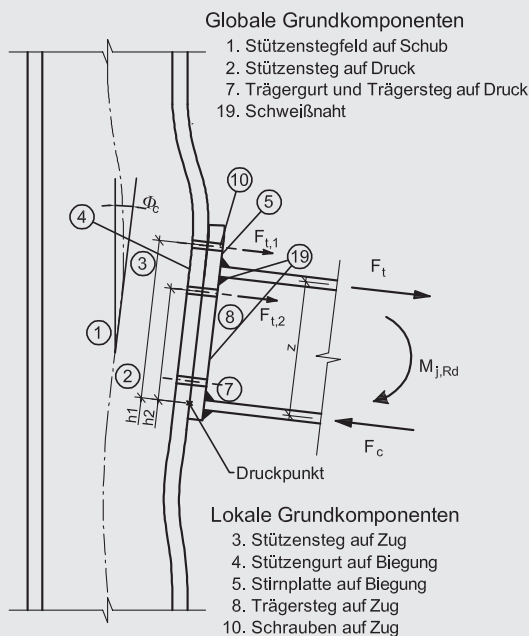 Globale Grundkomponenten
1. Stützenstegfeld auf Schub
2. Stützensteg auf Druck
7. Trägergurt und Trägersteg auf Druck
19. Schweißnaht
Φc
10
5
4
Ft,1
3
19
Ft
Ft,2
8
z
1
Mj,Rd
2
7
h1
h2
Fc
Druckpunkt
Lokale Grundkomponenten
3. Stützensteg auf Zug
4. Stützengurt auf Biegung
5. Stirnplatte auf Biegung
8. Trägersteg auf Zug
10. Schrauben auf Zug